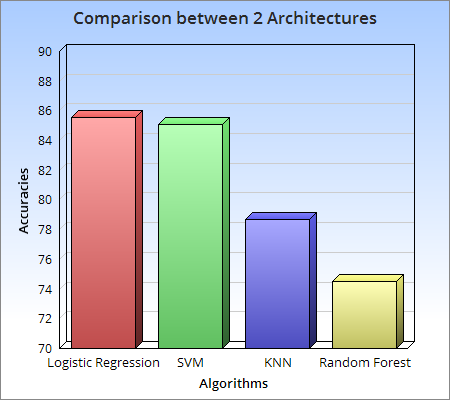 Comparison between 2 Architectures
90
88
86
84
82
80
78
76
74
72
70
Accuracies
Logistic Regression SVM KNN Random Forest
Algorithms